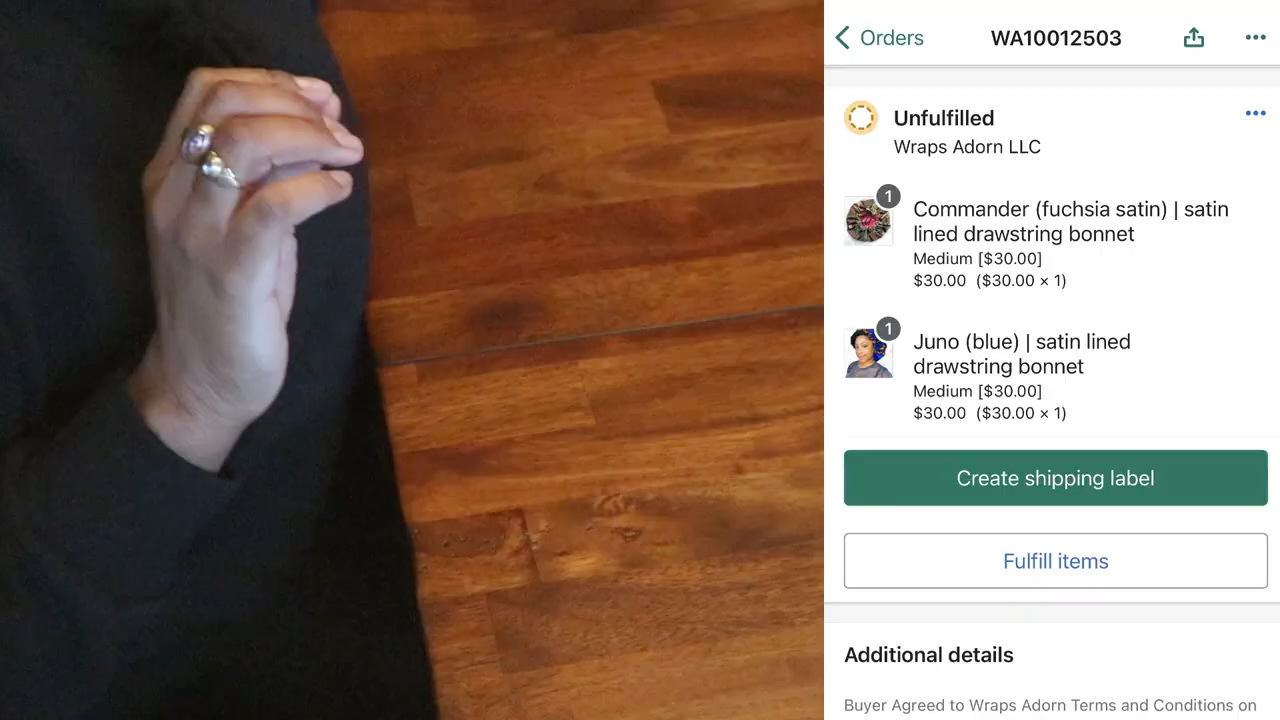 Orders
WA10012503
Unfulfilled
Wraps Adorn LLC
1
Commander (fuchsia satin) | satin
lined drawstring bonnet
Medium [$30.00]
$30.00 ($30.00 × 1)
1
Juno (blue) | satin lined
drawstring bonnet
Medium [$30.00]
$30.00 ($30.00 × 1)
Create shipping label
Fulfill items
Additional details
Buyer Agreed to Wraps Adorn Terms and Conditions on